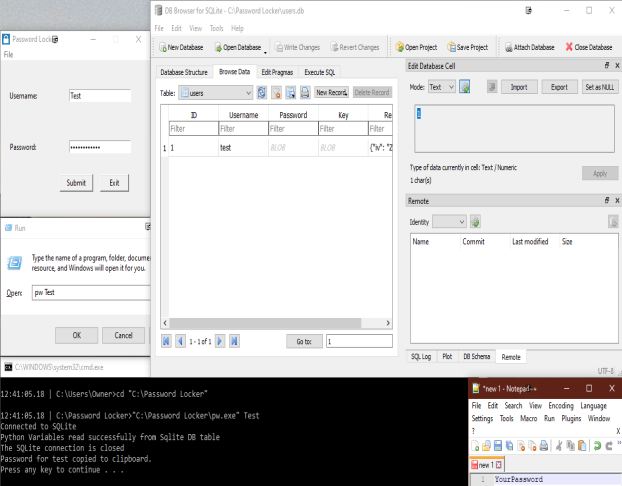 DB Browser for SQLite - C:\Password Locker\users.db
File Edit View Tools Help
New Database Open Database Write Changes Revert Changes Open Project Save Project Attach Database Close Database
Database Structure Browse Data Edit Pragmas Execute SQL
Table: users New Record Delete Record
ID Username Password Key Re
Filter Filter Filter Filter Filter
1 1 test BLOB BLOB {"iv": "Z
1 - 1 of 1 Go to: 1
Edit Database Cell
Mode: Text Import Export Set as NULL
1
Type of data currently in cell: Text / Numeric
1 char(s)
Apply
Remote
Identity
Name Commit Last modified Size
SQL Log Plot DB Schema Remote
UTF-8
Password Lock
File
Username: Test
Password: ************
Submit Exit
Run
Type the name of a program, folder, docume
resource, and Windows will open it for you.
Open: pw Test
OK Cancel
C:\WINDOWS\system32\cmd.exe
12:41:05.18 | C:\Users\Owner>cd "C:\Password Locker"
12:41:05.18 | C:\Password Locker>"C:\Password Locker\pw.exe" Test
Connected to SQLite
Python Variables read successfully from Sqlite DB table
The SQLite connection is closed
Password for test copied to clipboard.
Press any key to continue . . .
*new 1 - Notepad++
File Edit Search View Encoding Language
Settings Tools Macro Run Plugins Window
? X
new 1
1 YourPassword